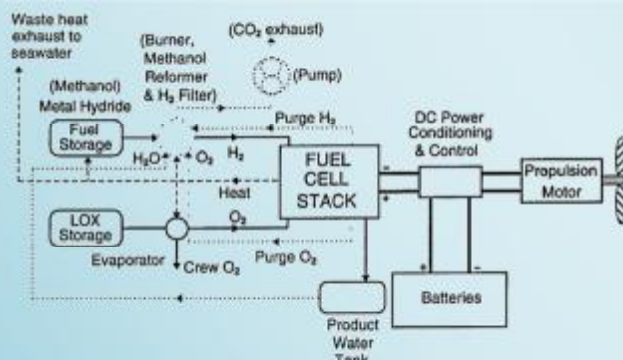 Waste heat
exhaust to
seawater
(Burner,
Methanol
Reformer
& H₂ Filter)
(CO₂ exhaust)
(Pump)
(Methanol)
Metal Hydride
Fuel
Storage
H₂O
O₂
H₂
Purge H₂
Heat
FUEL
CELL
STACK
DC Power
Conditioning
& Control
Propulsion
Motor
-
+
LOX
Storage
O₂
Evaporator
Crew O₂
Purge O₂
+
-
Batteries
Product
Water
Tank